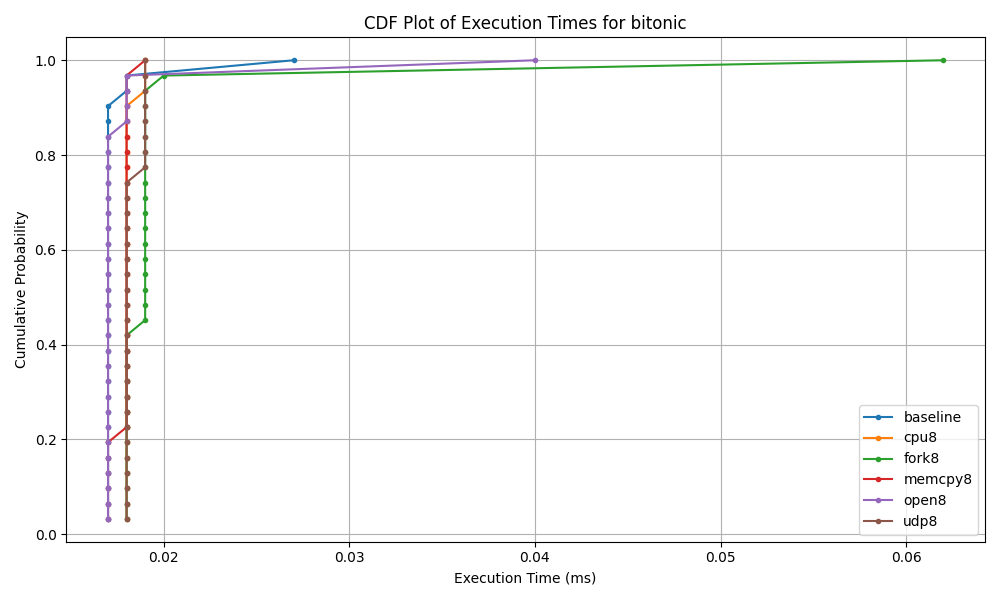 CDF Plot of Execution Times for bitonic
Cumulative Probability
1.0
0.8
0.6
0.4
0.2
0.0
0.02
0.03
0.04
0.05
0.06
Execution Time (ms)
baseline
cpu8
fork8
memcpy8
open8
udp8